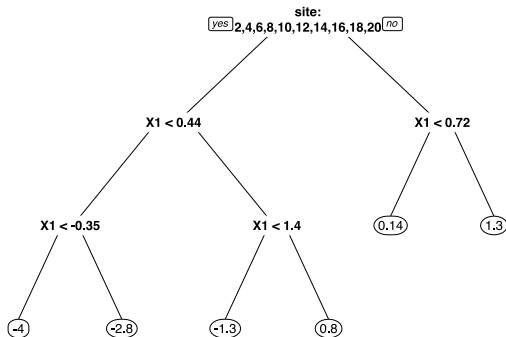 site:
yes 2,4,6,8,10,12,14,16,18,20 no
X1 < 0.44 X1 < 0.72
X1 < -0.35 X1 < 1.4 0.14 1.3
-4 -2.8 -1.3 0.8